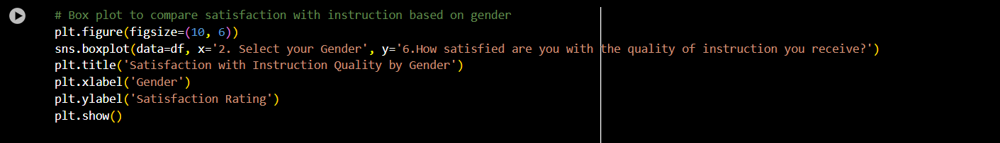 # Box plot to compare satisfaction with instruction based on gender
plt.figure(figsize=(10, 6))
sns.boxplot(data=df, x='2. Select your Gender', y='6.How satisfied are you with the quality of instruction you receive?')
plt.title('Satisfaction with Instruction Quality by Gender')
plt.xlabel('Gender')
plt.ylabel('Satisfaction Rating')
plt.show()